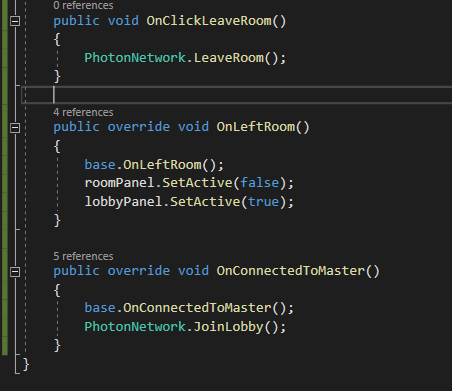 0 references
public void OnClickLeaveRoom()
{
PhotonNetwork.LeaveRoom();
}
4 references
public override void OnLeftRoom()
{
base.OnLeftRoom();
roomPanel.SetActive(false);
lobbyPanel.SetActive(true);
}
5 references
public override void OnConnectedToMaster()
{
base.OnConnectedToMaster();
PhotonNetwork.JoinLobby();
}
}